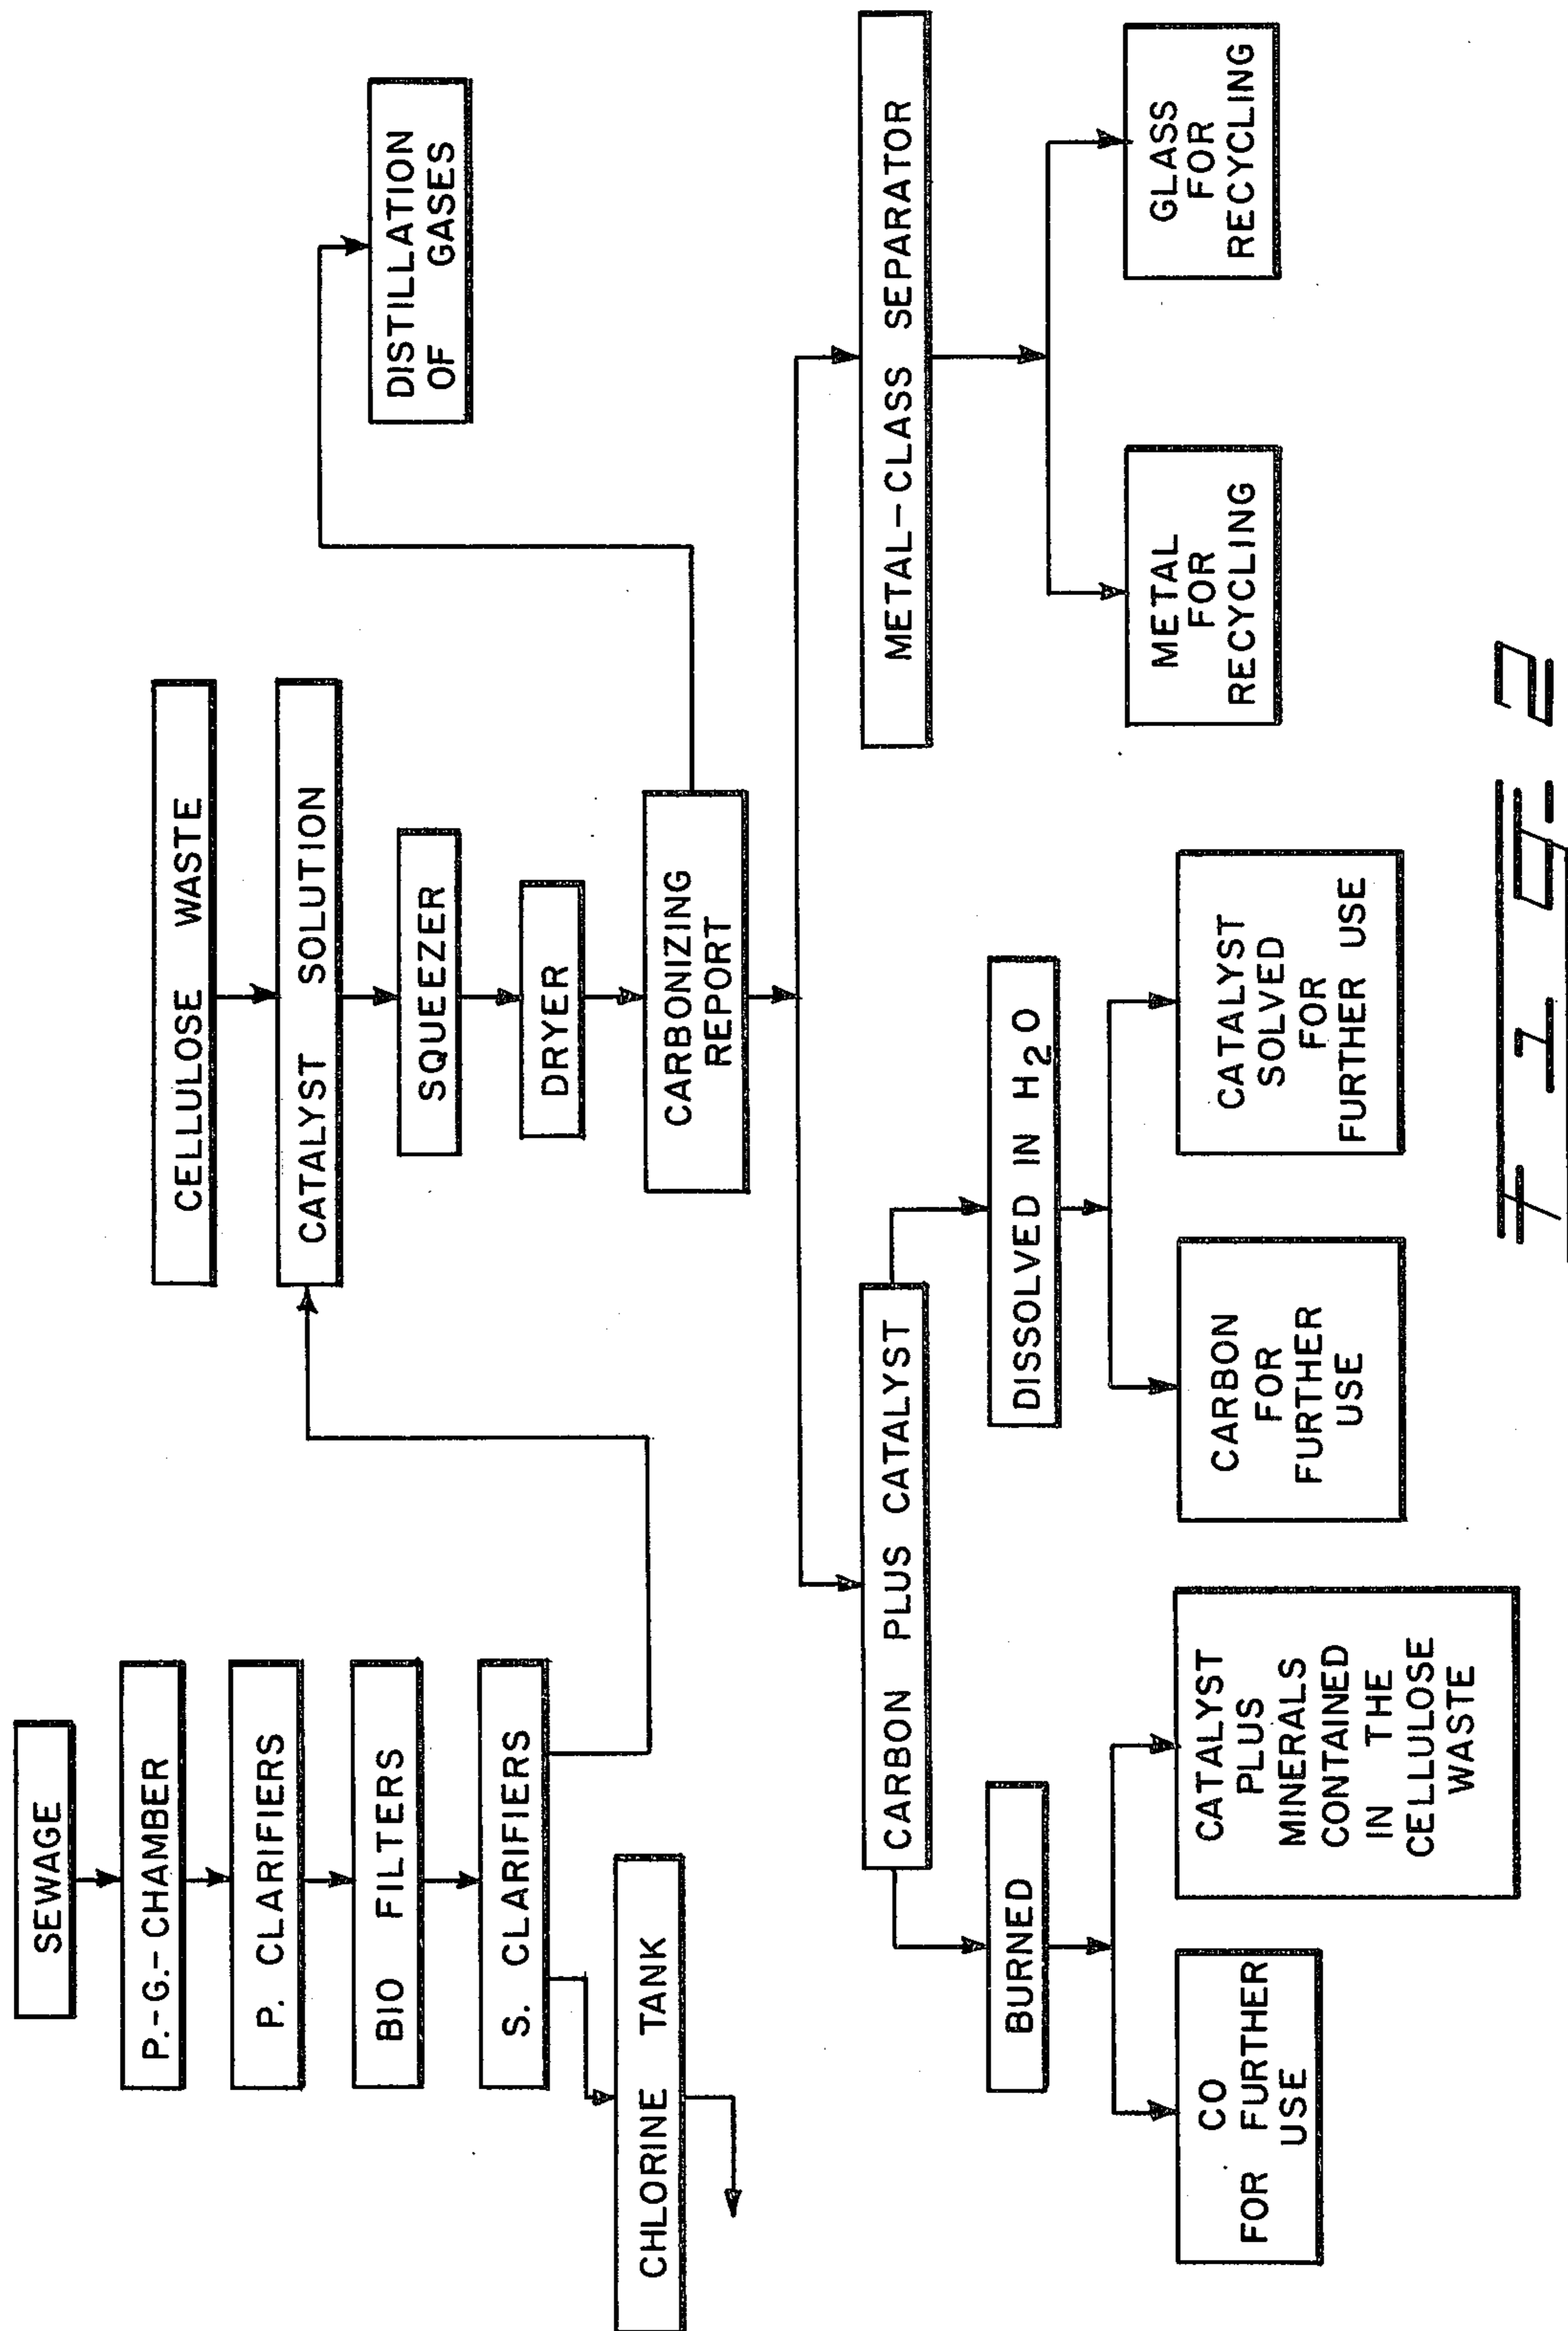 SEWAGE
P.-G.-CHAMBER
P. CLARIFIERS
BIO FILTERS
S. CLARIFIERS
CHLORINE TANK
CELLULOSE WASTE
CATALYST SOLUTION
SQUEEZER
DRYER
CARBONIZING
REPORT
DISTILLATION
OF GASES
CARBON PLUS CATALYST
METAL-CLASS SEPARATOR
BURNED
DISSOLVED IN H2O
METAL
FOR
RECYCLING
GLASS
FOR
RECYCLING
CO
FOR FURTHER
USE
CATALYST
PLUS
MINERALS
CONTAINED
IN THE
CELLULOSE
WASTE
CARBON
FOR
FURTHER
USE
CATALYST
SOLVED
FOR
FURTHER USE
FIG. 2